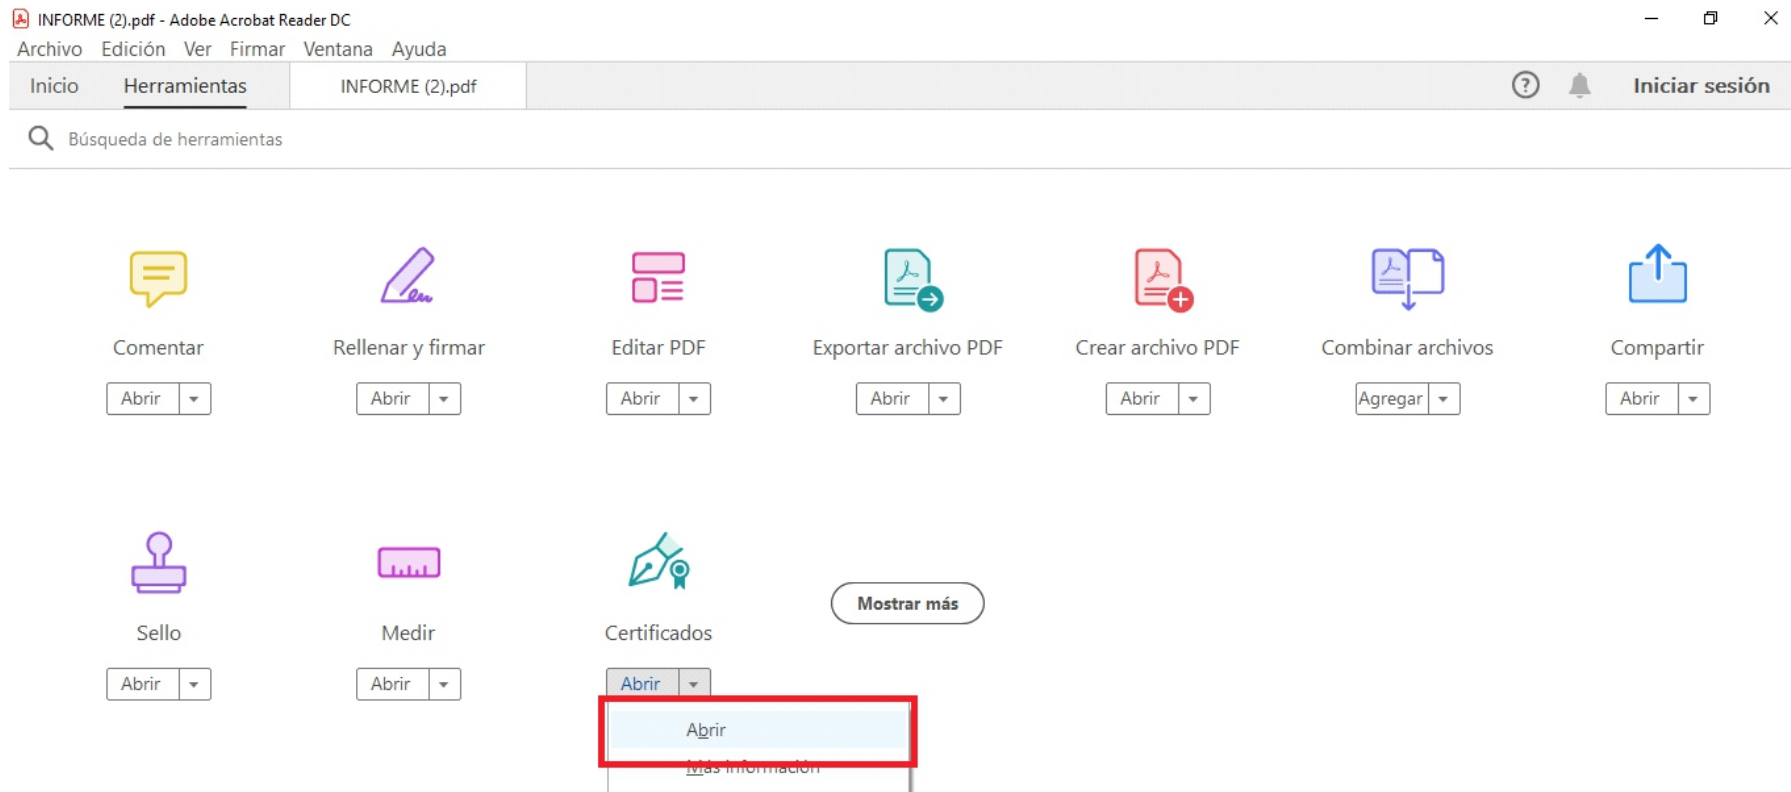 INFORME (2).pdf - Adobe Acrobat Reader DC
Archivo Edición Ver Firmar Ventana Ayuda
Inicio Herramientas INFORME (2).pdf Iniciar sesión
Búsqueda de herramientas
Comentar Rellenar y firmar Editar PDF Exportar archivo PDF Crear archivo PDF Combinar archivos Compartir
Abrir Abrir Abrir Abrir Abrir Agregar Abrir
Mostrar más
Sello Medir Certificados
Abrir Abrir Abrir
Abrir
Más información